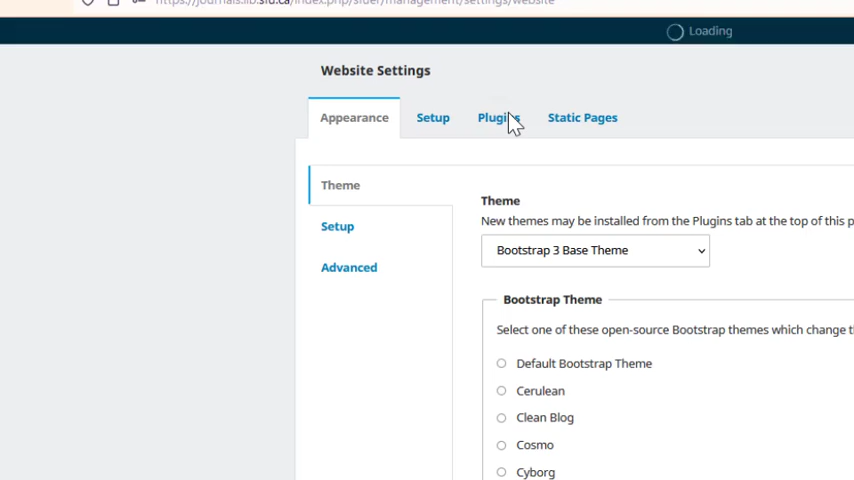 https://journals.lib.sfu.ca/index.php/sfuer/management/settings/website
Loading
Website Settings
Appearance
Setup
Plugins
Static Pages
Theme
Setup
Advanced
Theme
New themes may be installed from the Plugins tab at the top of this p
Bootstrap 3 Base Theme
Bootstrap Theme
Select one of these open-source Bootstrap themes which change t
Default Bootstrap Theme
Cerulean
Clean Blog
Cosmo
Cyborg